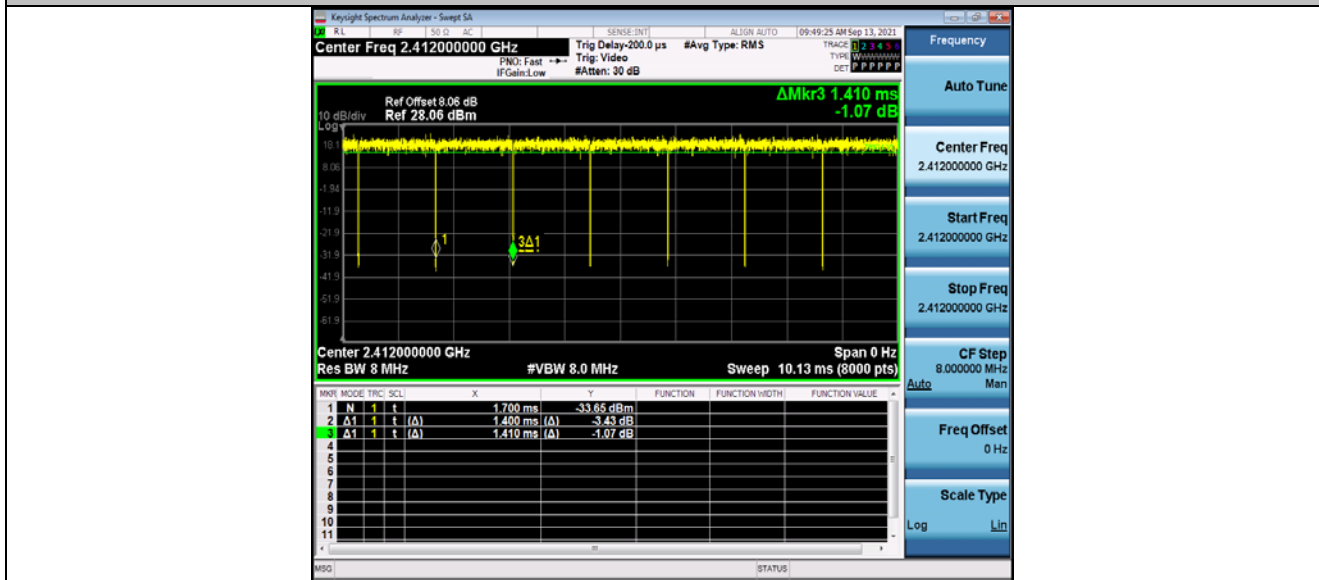 Keysight Spectrum Analyzer - Swept SA
RL RF 50 Ω AC SENSE:INT ALIGN AUTO 09:49:25 AM Sep 13, 2021
Center Freq 2.412000000 GHz
Trig Delay-200.0 µs #Avg Type: RMS
TRACE 1 2 3 4 5 6
PNO: Fast Trig: Video
TYPE WWWWWW
IFGain:Low #Atten: 30 dB
DET P P P P P P
ΔMkr3 1.410 ms
-1.07 dB
Ref Offset 8.06 dB
10 dB/div Ref 28.06 dBm
Log
18.1
8.06
-1.94
-11.9
-21.9
-31.9
-41.9
-51.9
-61.9
1
3Δ1
Center 2.412000000 GHz Span 0 Hz
Res BW 8 MHz #VBW 8.0 MHz Sweep 10.13 ms (8000 pts)
MKR MODE TRC SCL X Y FUNCTION FUNCTION WIDTH FUNCTION VALUE
1 N 1 t 1.700 ms -33.65 dBm
2 Δ1 1 t (Δ) 1.400 ms (Δ) -3.43 dB
3 Δ1 1 t (Δ) 1.410 ms (Δ) -1.07 dB
4
5
6
7
8
9
10
11
MSG STATUS
Frequency
Auto Tune
Center Freq
2.412000000 GHz
Start Freq
2.412000000 GHz
Stop Freq
2.412000000 GHz
CF Step
8.000000 MHz
Auto Man
Freq Offset
0 Hz
Scale Type
Log Lin